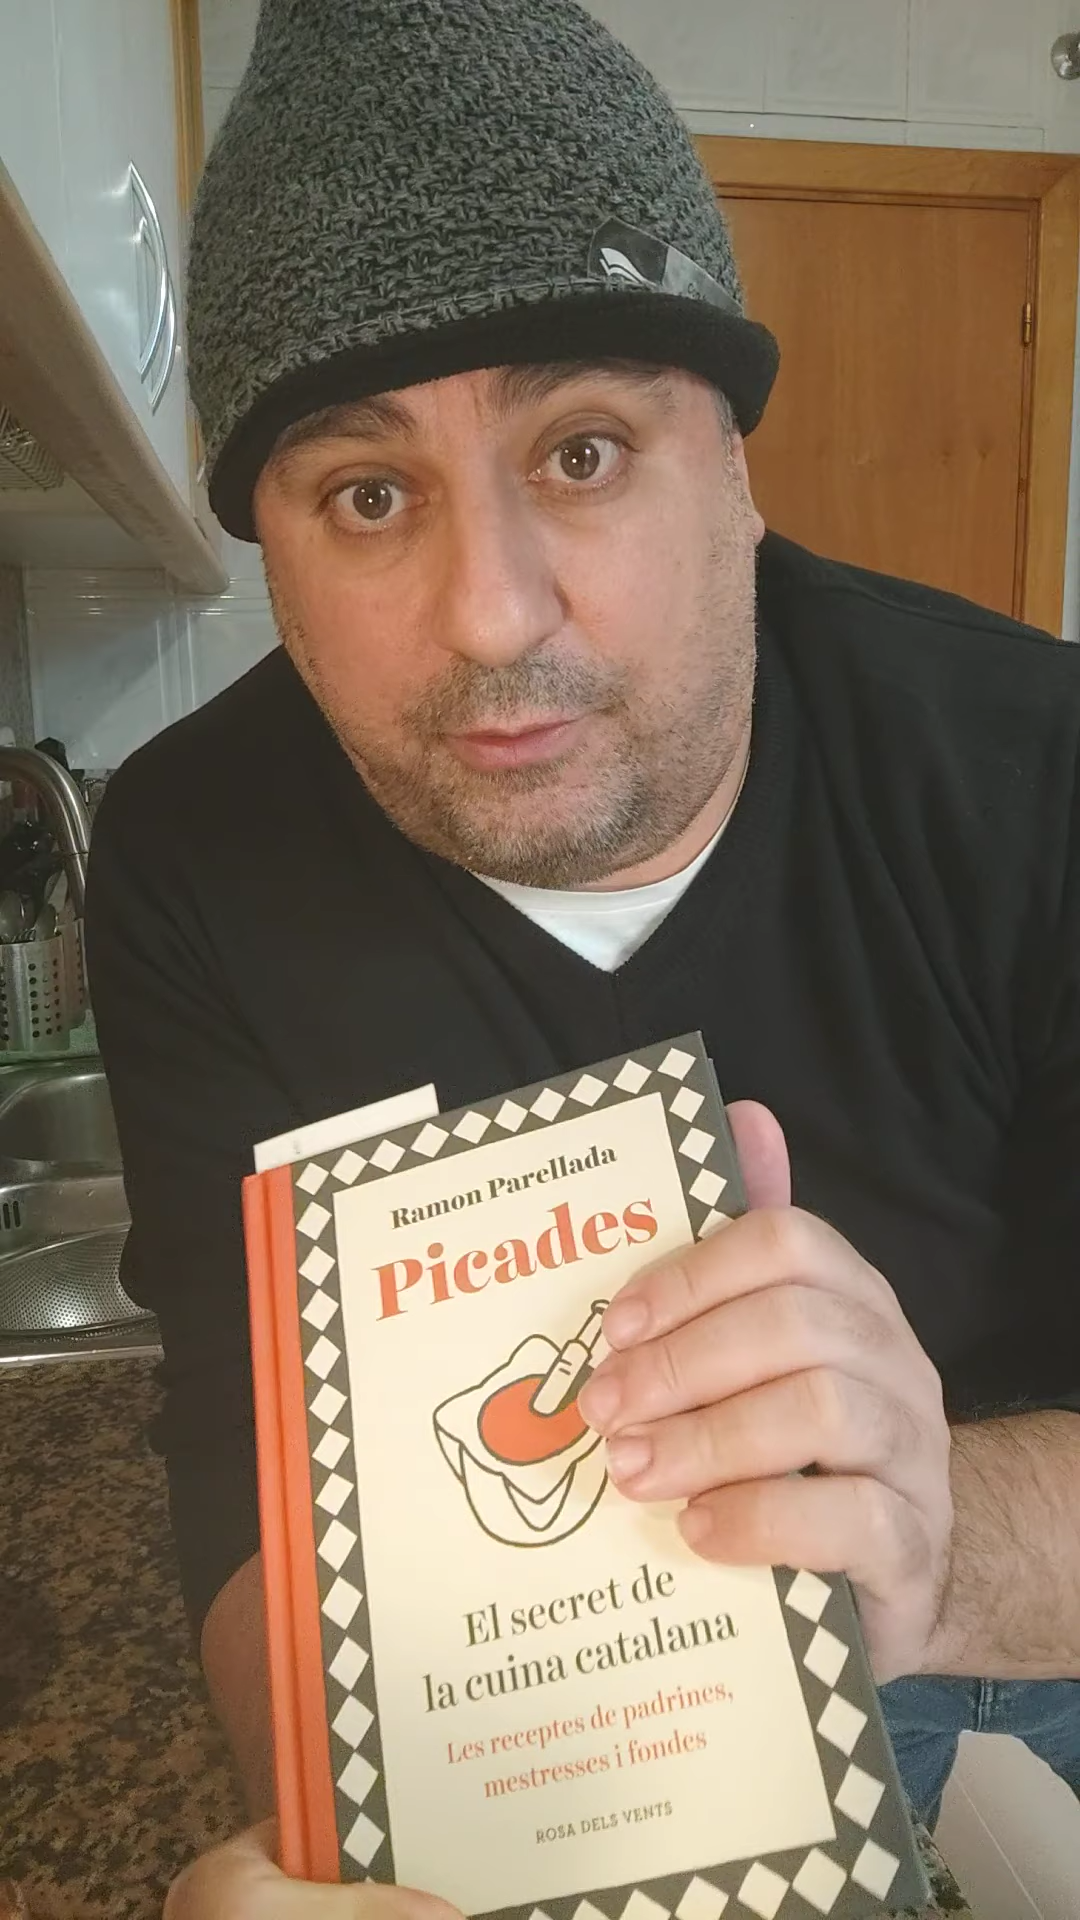 Ramon Parellada
Picades
El secret de
la cuina catalana
Les receptes de padrines,
mestresses i fondes
ROSA DELS VENTS